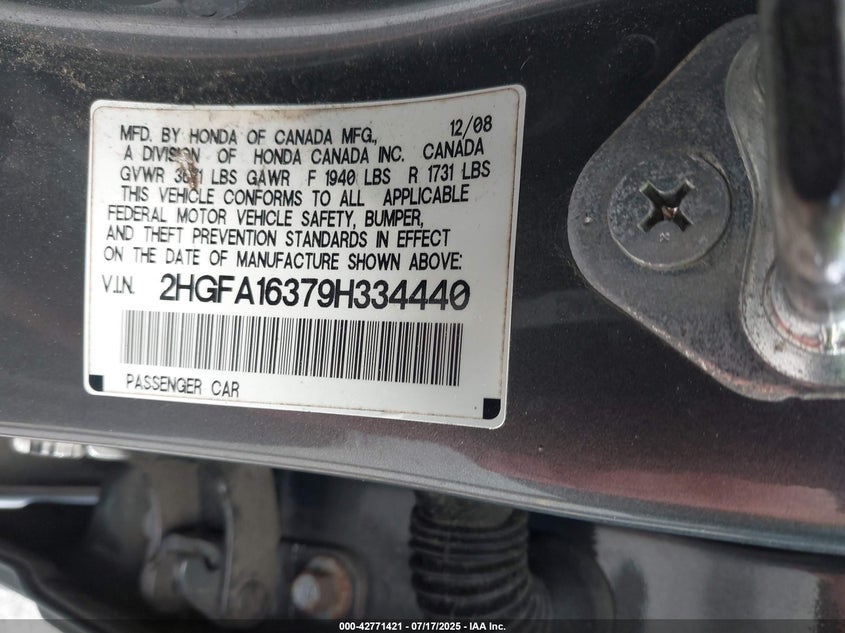 MFD. BY HONDA OF CANADA MFG., 12/08
A DIVISION OF HONDA CANADA INC. CANADA
GVWR LBS GAWR F 1940 LBS R 1731 LBS
THIS VEHICLE CONFORMS TO ALL APPLICABLE
FEDERAL MOTOR VEHICLE SAFETY, BUMPER,
AND THEFT PREVENTION STANDARDS IN EFFECT
ON THE DATE OF MANUFACTURE SHOWN ABOVE:
V.I.N. 2HGFA16379H334440
PASSENGER CAR
000-42771421 - 07/17/2025 - IAA Inc.